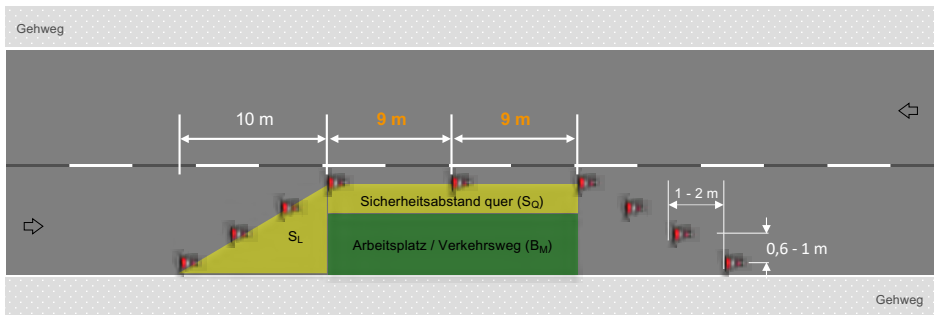 Gehweg
10 m
9 m
9 m
1 - 2 m
Sicherheitsabstand quer (SQ)
SL
Arbeitsplatz / Verkehrsweg (BM)
0,6 - 1 m
Gehweg